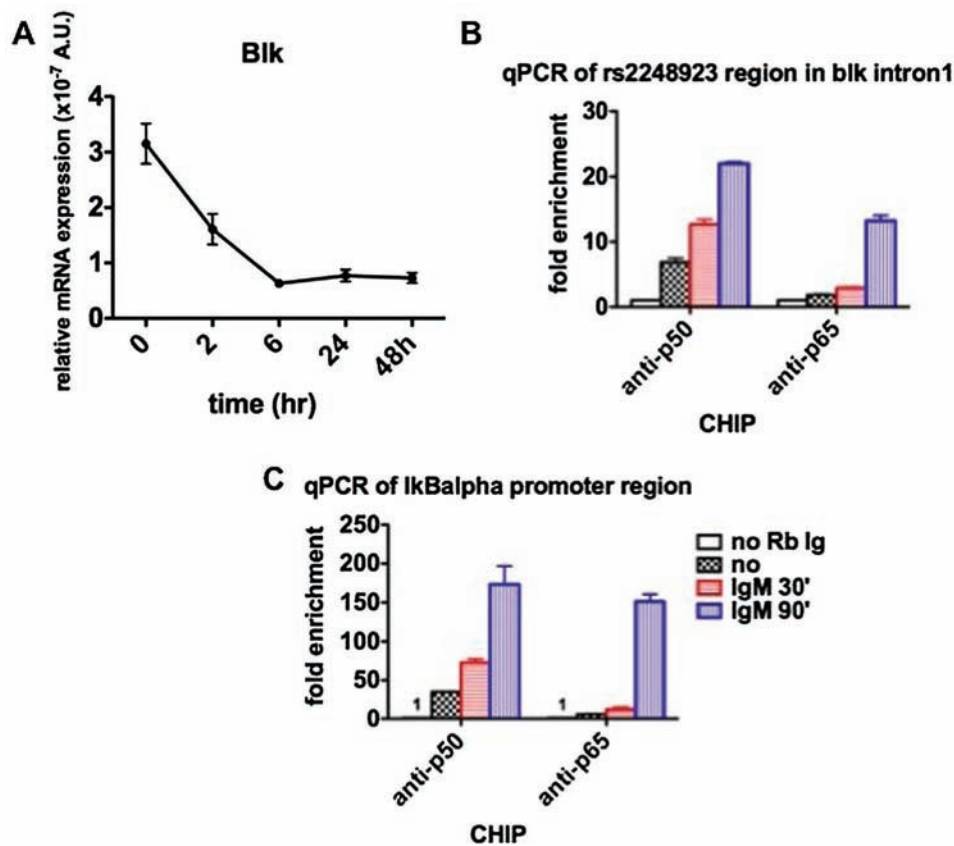 A
Blk
relative mRNA expression (x10-7 A.U.)
4
3
2
1
0
0
2
6
24
48h
time (hr)
B
qPCR of rs2248923 region in blk intron1
fold enrichment
30
20
10
0
anti-p50
anti-p65
CHIP
C
qPCR of IkBalpha promoter region
fold enrichment
250
200
150
100
50
0
1
1
anti-p50
anti-p65
CHIP
no Rb Ig
no
IgM 30'
IgM 90'